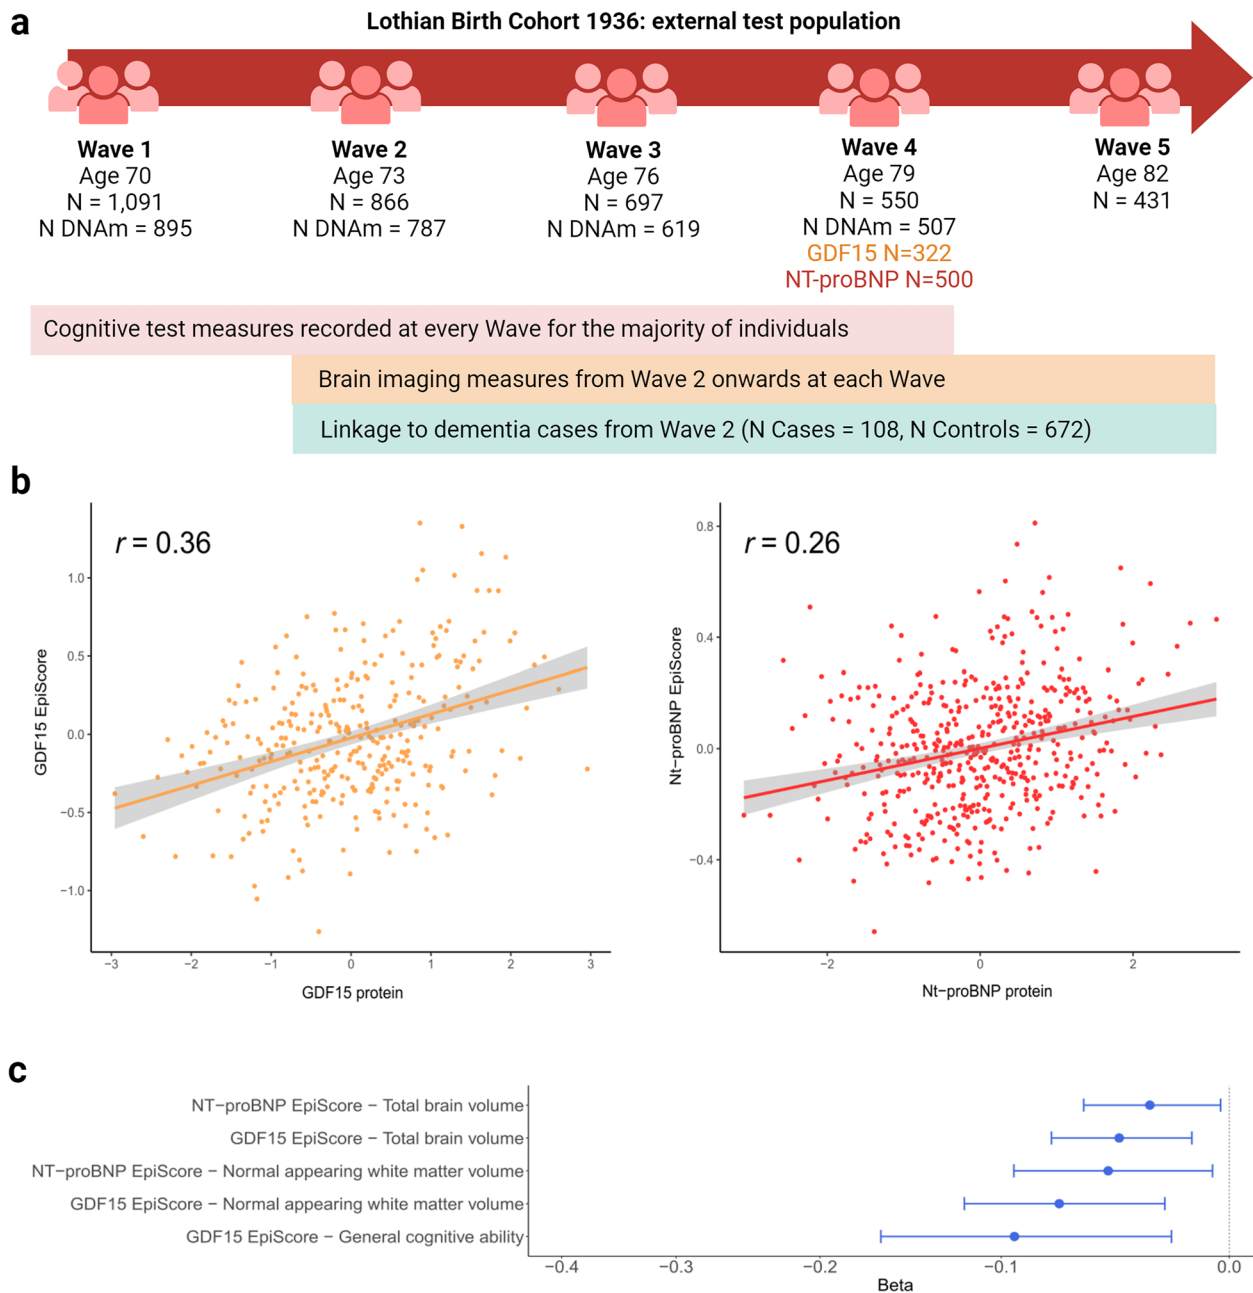 a
Lothian Birth Cohort 1936: external test population
Wave 1
Age 70
N = 1,091
N DNAm = 895
Wave 2
Age 73
N = 866
N DNAm = 787
Wave 3
Age 76
N = 697
N DNAm = 619
Wave 4
Age 79
N = 550
N DNAm = 507
GDF15 N=322
NT-proBNP N=500
Wave 5
Age 82
N = 431
Cognitive test measures recorded at every Wave for the majority of individuals
Brain imaging measures from Wave 2 onwards at each Wave
Linkage to dementia cases from Wave 2 (N Cases = 108, N Controls = 672)
b
r = 0.36
GDF15 EpiScore
1.0
0.5
0.0
−0.5
−1.0
−3 −2 −1 0 1 2 3
GDF15 protein
r = 0.26
Nt−proBNP EpiScore
0.8
0.4
0.0
−0.4
−2 0 2
Nt−proBNP protein
c
NT−proBNP EpiScore − Total brain volume
GDF15 EpiScore − Total brain volume
NT−proBNP EpiScore − Normal appearing white matter volume
GDF15 EpiScore − Normal appearing white matter volume
GDF15 EpiScore − General cognitive ability
−0.4 −0.3 −0.2 −0.1 0.0
Beta